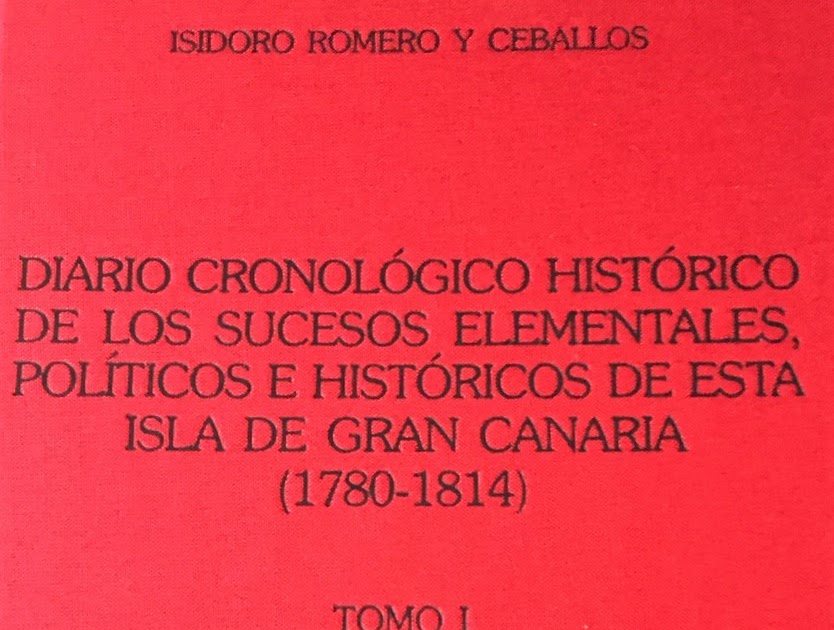 ISIDORO ROMERO Y CEBALLOS
DIARIO CRONOLÓGICO HISTÓRICO
DE LOS SUCESOS ELEMENTALES,
POLÍTICOS E HISTÓRICOS DE ESTA
ISLA DE GRAN CANARIA
(1780-1814)
TOMO I